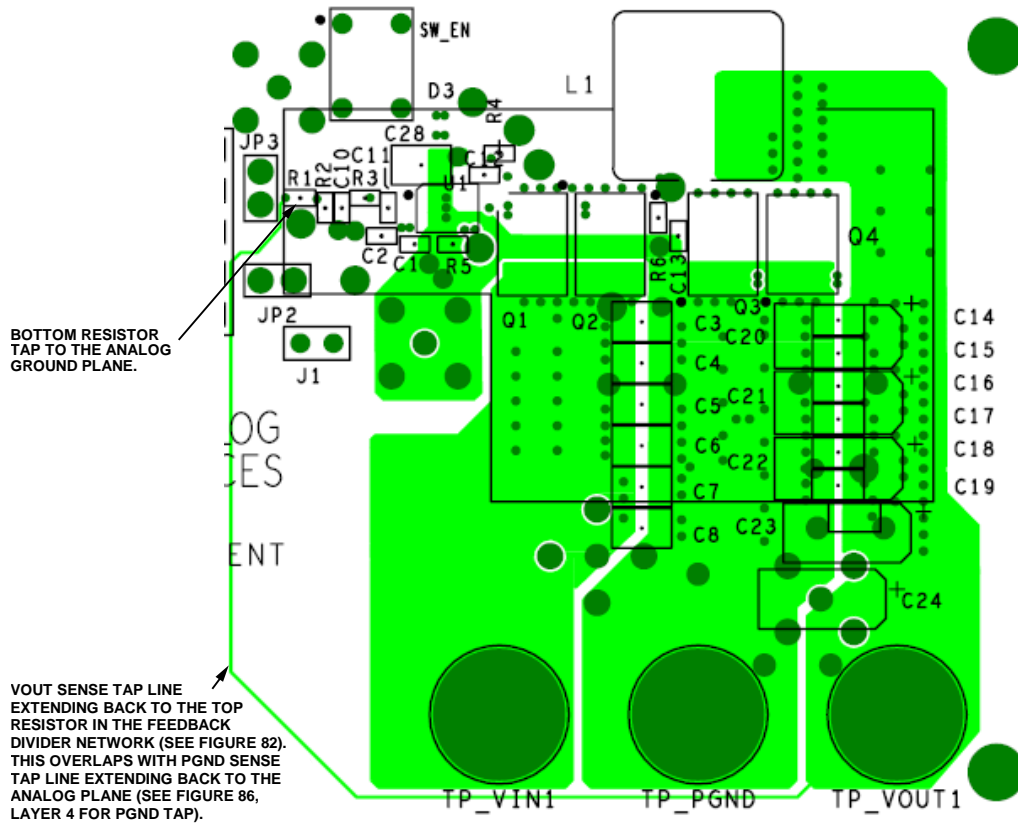 SW_EN
L1
D3
R4
C28
C12
JP3
C11
R1
R2
C10
R3
U1
Q4
C2
C1
R5
R6
C13
JP2
Q1
Q2
C3
Q3
C20
C14
BOTTOM RESISTOR
TAP TO THE ANALOG
GROUND PLANE.
J1
C4
C15
C21
C16
C5
C17
OG
C6
C18
CES
C22
C7
C19
C23
C8
ENT
C24
VOUT SENSE TAP LINE
EXTENDING BACK TO THE TOP
RESISTOR IN THE FEEDBACK
DIVIDER NETWORK (SEE FIGURE 82).
THIS OVERLAPS WITH PGND SENSE
TAP LINE EXTENDING BACK TO THE
ANALOG PLANE (SEE FIGURE 86,
LAYER 4 FOR PGND TAP).
TP_VIN1
TP_PGND
TP_VOUT1